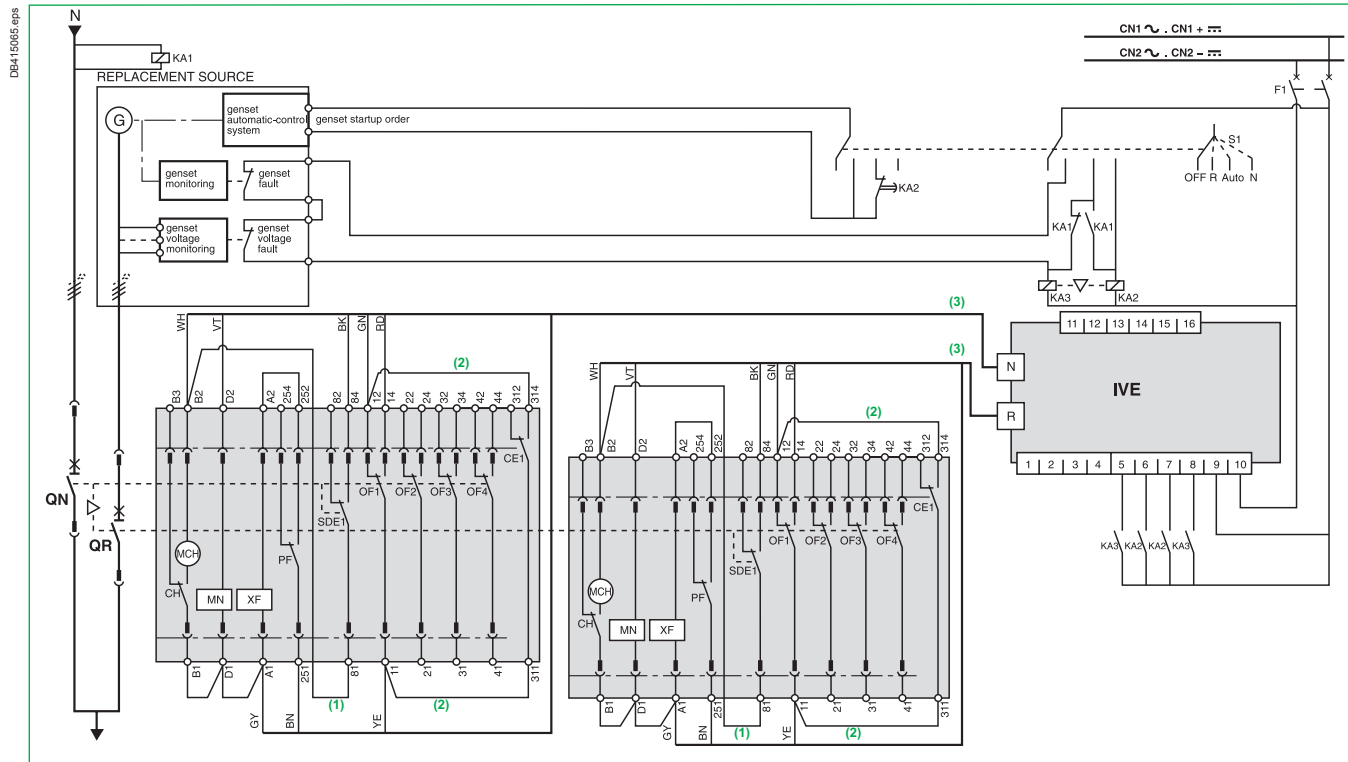 DB415065.eps
N
CN1 ∿ . CN1 + ⎓
CN2 ∿ . CN2 – ⎓
KA1
REPLACEMENT SOURCE
F1
G
genset
automatic-control
system
genset startup order
S1
OFF R Auto N
genset
monitoring
genset
fault
KA2
genset
voltage
monitoring
genset
voltage
fault
KA1
KA1
KA3
KA2
(3)
(3)
11 12 13 14 15 16
N
R
IVE
1 2 3 4 5 6 7 8 9 10
KA3 KA2 KA2 KA3
WH VT BK GN RD
(2)
B3 B2 D2 A2 254 252 82 84 12 14 22 24 32 34 42 44 312 314
CE1
OF1 OF2 OF3 OF4
SDE1
MCH
PF
CH
MN
XF
B1 D1 A1 251 81 11 21 31 41 311
(1)
(2)
GY BN YE
QN
QR
WH VT BK GN RD
(2)
B3 B2 D2 A2 254 252 82 84 12 14 22 24 32 34 42 44 312 314
CE1
OF1 OF2 OF3 OF4
SDE1
MCH
PF
CH
MN
XF
B1 D1 A1 251 81 11 21 31 41 311
(1)
(2)
GY BN YE